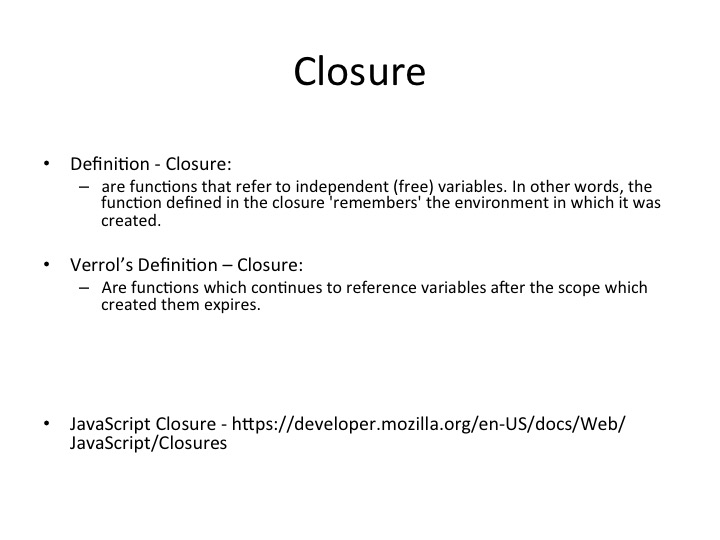 Closure
• Definition - Closure:
– are functions that refer to independent (free) variables. In other words, the
function defined in the closure 'remembers' the environment in which it was
created.
• Verrol’s Definition – Closure:
– Are functions which continues to reference variables after the scope which
created them expires.
• JavaScript Closure - https://developer.mozilla.org/en-US/docs/Web/
JavaScript/Closures